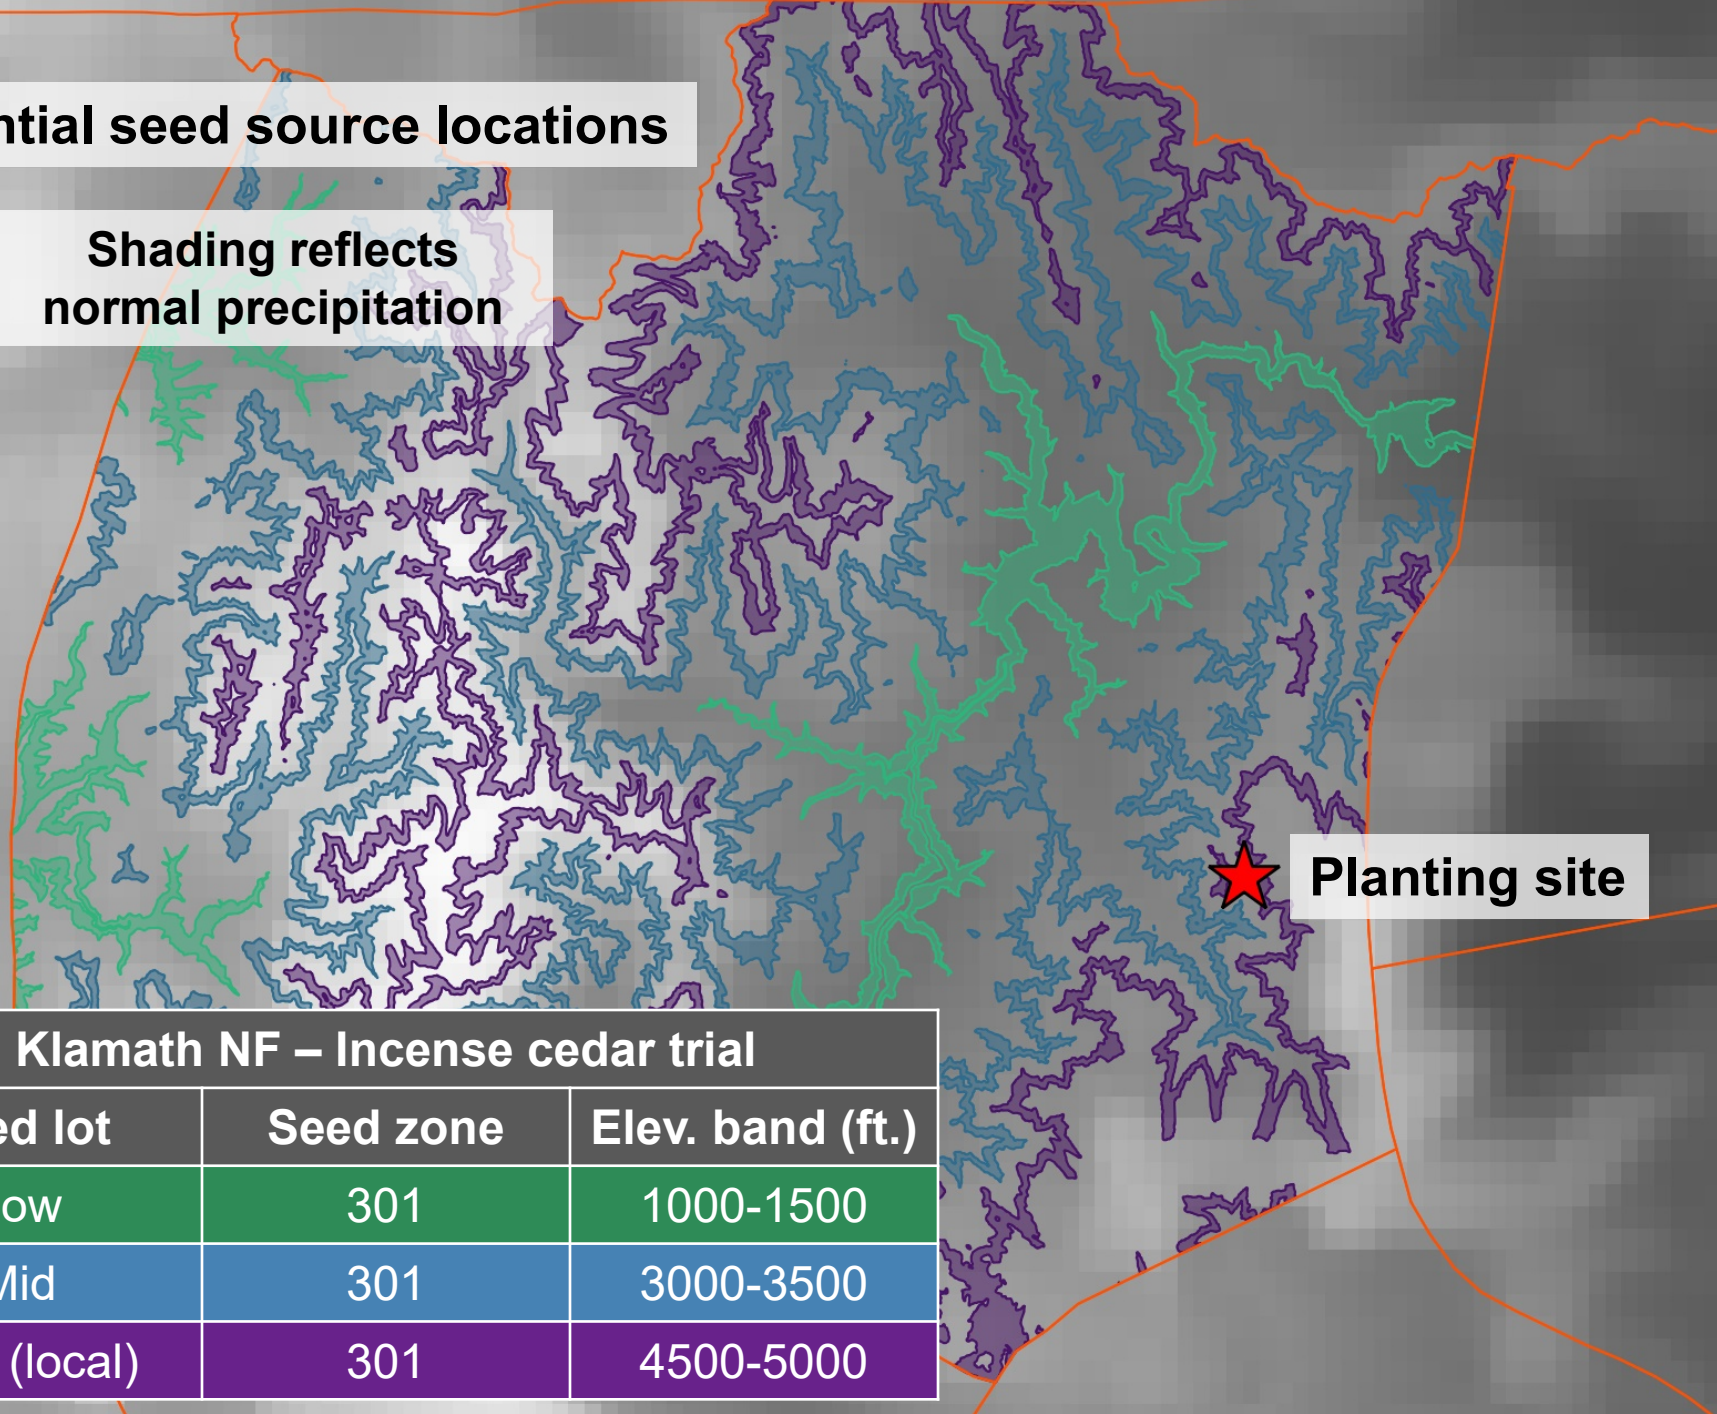 ntial seed source locations
Shading reflects
normal precipitation
Planting site
Klamath NF – Incense cedar trial
ed lot Seed zone Elev. band (ft.)
ow 301 1000-1500
Mid 301 3000-3500
(local) 301 4500-5000